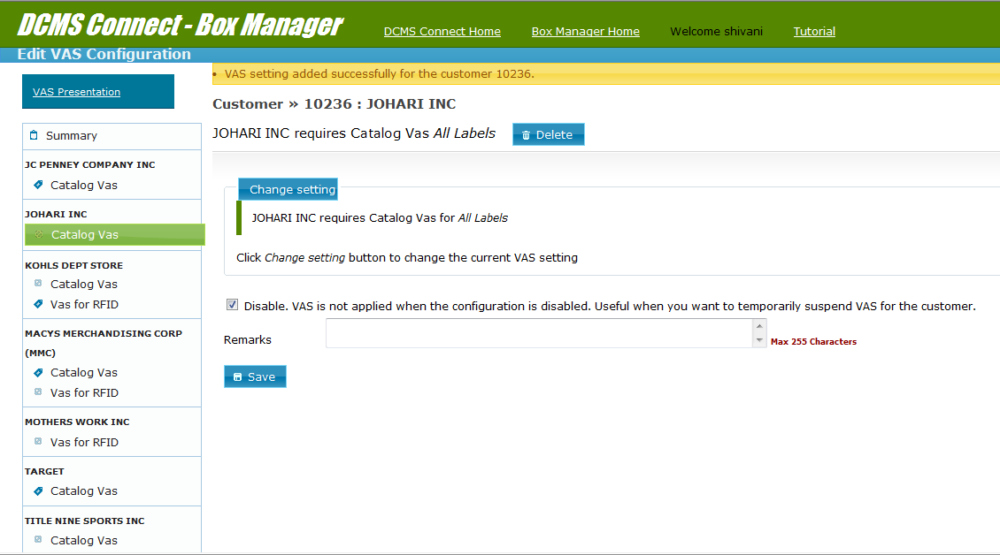 DCMS Connect - Box Manager
DCMS Connect Home Box Manager Home Welcome shivani Tutorial
Edit VAS Configuration
• VAS setting added successfully for the customer 10236.
VAS Presentation
Customer » 10236 : JOHARI INC
JOHARI INC requires Catalog Vas All Labels Delete
Summary
JC PENNEY COMPANY INC
Catalog Vas
JOHARI INC
Catalog Vas
KOHLS DEPT STORE
Catalog Vas
Vas for RFID
MACYS MERCHANDISING CORP
(MMC)
Catalog Vas
Vas for RFID
MOTHERS WORK INC
Vas for RFID
TARGET
Catalog Vas
TITLE NINE SPORTS INC
Catalog Vas
Change setting
JOHARI INC requires Catalog Vas for All Labels
Click Change setting button to change the current VAS setting
Disable. VAS is not applied when the configuration is disabled. Useful when you want to temporarily suspend VAS for the customer.
Remarks Max 255 Characters
Save